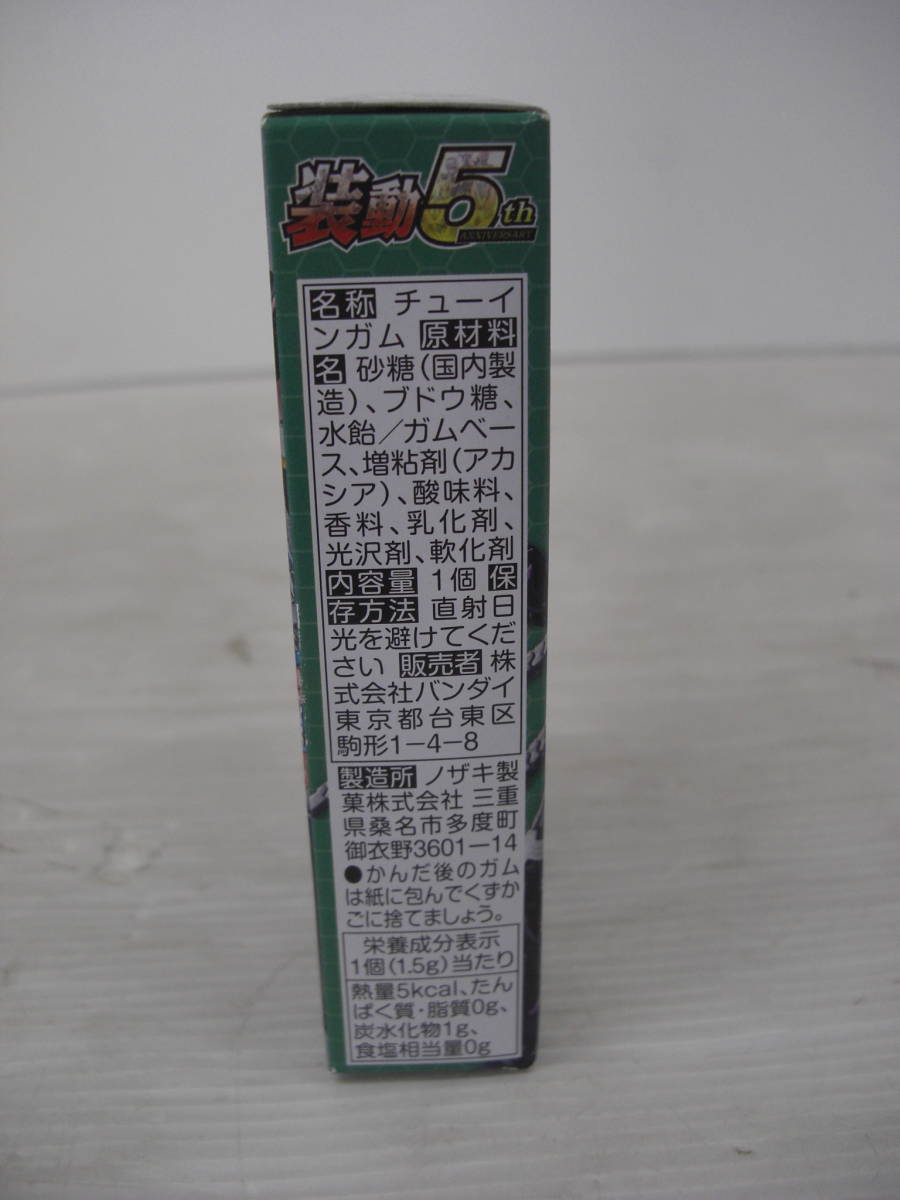 装動5th
ANNIVERSARY
名称 チューイ
ンガム 原材料
名 砂糖(国内製
造)、ブドウ糖、
水飴/ガムベー
ス、増粘剤(アカ
シア)、酸味料、
香料、乳化剤、
光沢剤、軟化剤
内容量 1個 保
存方法 直射日
光を避けてくだ
さい 販売者 株
式会社バンダイ
東京都台東区
駒形1-4-8
製造所 ノザキ製
菓株式会社 三重
県桑名市多度町
御衣野3601-14
●かんだ後のガム
は紙に包んでくずか
ごに捨てましょう。
栄養成分表示
1個(1.5g)当たり
熱量5kcal、たん
ぱく質・脂質0g、
炭水化物1g、
食塩相当量0g